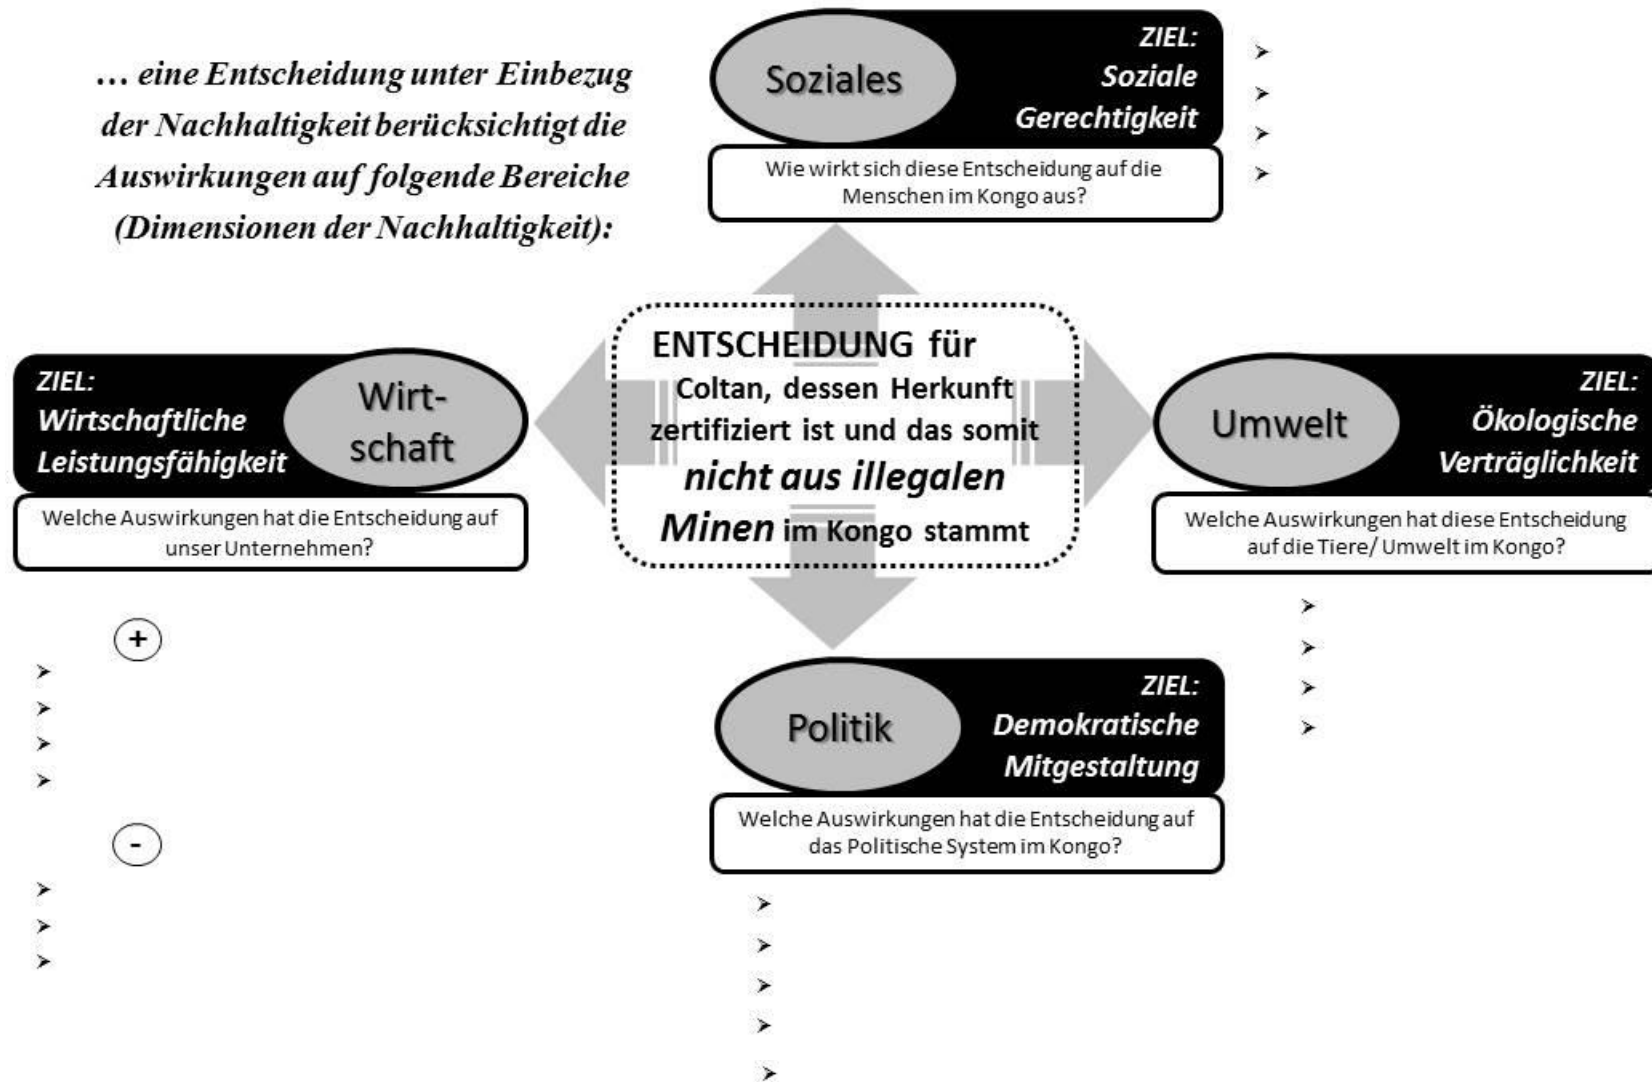 ... eine Entscheidung unter Einbezug
der Nachhaltigkeit berücksichtigt die
Auswirkungen auf folgende Bereiche
(Dimensionen der Nachhaltigkeit):
Soziales
ZIEL:
Soziale
Gerechtigkeit
Wie wirkt sich diese Entscheidung auf die
Menschen im Kongo aus?
ZIEL:
Wirtschaftliche
Leistungsfähigkeit
Wirt-
schaft
Welche Auswirkungen hat die Entscheidung auf
unser Unternehmen?
+
-
ENTSCHEIDUNG für
Coltan, dessen Herkunft
zertifiziert ist und das somit
nicht aus illegalen
Minen im Kongo stammt
Umwelt
ZIEL:
Ökologische
Verträglichkeit
Welche Auswirkungen hat diese Entscheidung
auf die Tiere/ Umwelt im Kongo?
Politik
ZIEL:
Demokratische
Mitgestaltung
Welche Auswirkungen hat die Entscheidung auf
das Politische System im Kongo?